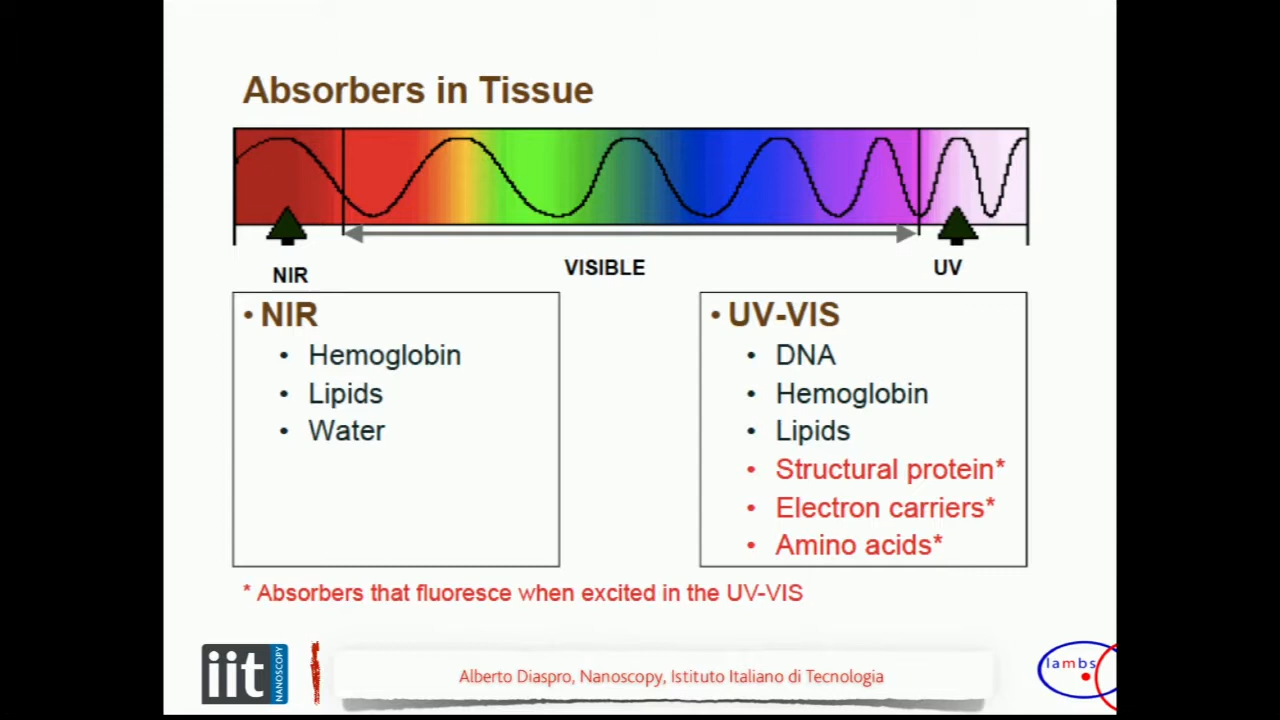 Absorbers in Tissue
NIR
VISIBLE
UV
• NIR
• Hemoglobin
• Lipids
• Water
• UV-VIS
• DNA
• Hemoglobin
• Lipids
• Structural protein*
• Electron carriers*
• Amino acids*
* Absorbers that fluoresce when excited in the UV-VIS
iit
NANOSCOPY
Alberto Diaspro, Nanoscopy, Istituto Italiano di Tecnologia
lambs